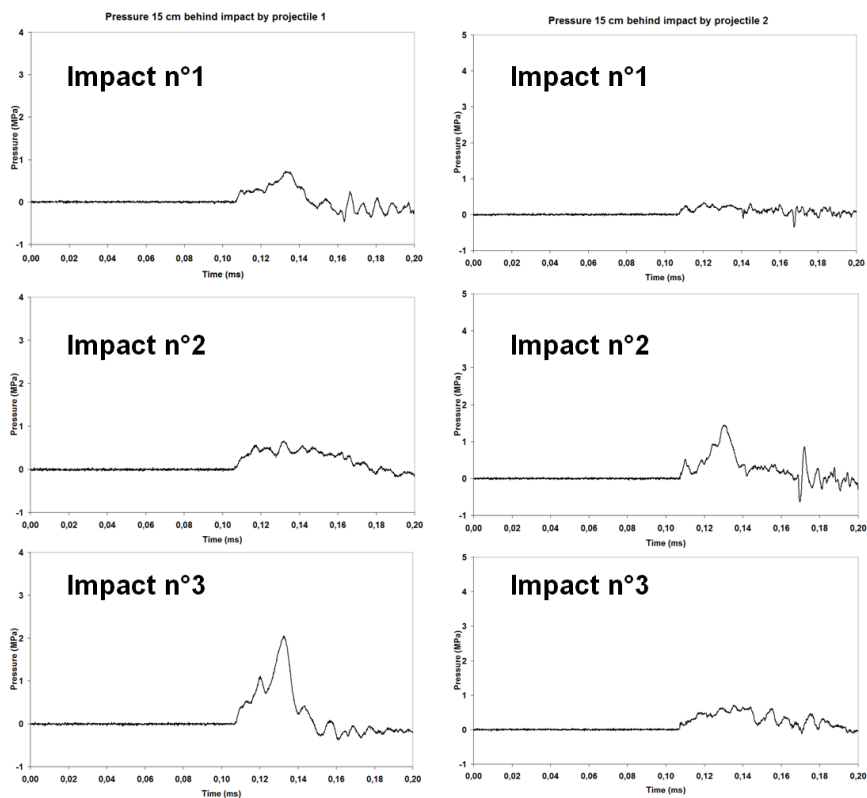 Pressure 15 cm behind impact by projectile 1
4
3
2
1
0
-1
Pressure (MPa)
Impact n°1
0,00 0,02 0,04 0,06 0,08 0,10 0,12 0,14 0,16 0,18 0,20
Time (ms)
4
3
2
1
0
-1
Pressure (MPa)
Impact n°2
0,00 0,02 0,04 0,06 0,08 0,10 0,12 0,14 0,16 0,18 0,20
Time (ms)
4
3
2
1
0
-1
Pressure (MPa)
Impact n°3
0,00 0,02 0,04 0,06 0,08 0,10 0,12 0,14 0,16 0,18 0,20
Time (ms)
Pressure 15 cm behind impact by projectile 2
5
4
3
2
1
0
-1
Pressure (MPa)
Impact n°1
0,00 0,02 0,04 0,06 0,08 0,10 0,12 0,14 0,16 0,18 0,20
Time (ms)
5
4
3
2
1
0
-1
Pressure (MPa)
Impact n°2
0,00 0,02 0,04 0,06 0,08 0,10 0,12 0,14 0,16 0,18 0,20
Time (ms)
5
4
3
2
1
0
-1
Pressure (MPa)
Impact n°3
0,00 0,02 0,04 0,06 0,08 0,10 0,12 0,14 0,16 0,18 0,20
Time (ms)